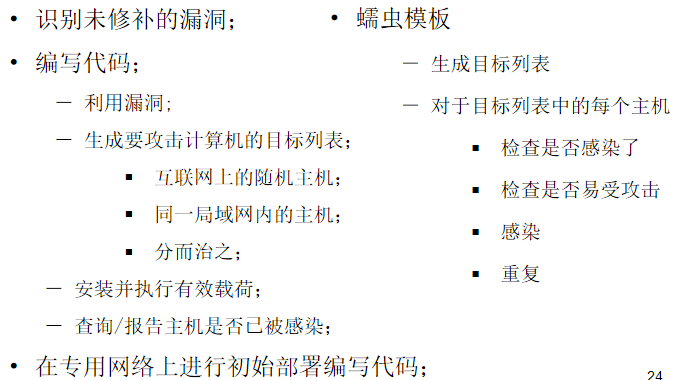 • 识别未修补的漏洞；
• 编写代码；
— 利用漏洞;
— 生成要攻击计算机的目标列表；
▪ 互联网上的随机主机；
▪ 同一局域网内的主机；
▪ 分而治之；
— 安装并执行有效载荷；
— 查询/报告主机是否已被感染；
• 在专用网络上进行初始部署编写代码；
• 蠕虫模板
— 生成目标列表
— 对于目标列表中的每个主机
▪ 检查是否感染了
▪ 检查是否易受攻击
▪ 感染
▪ 重复
24